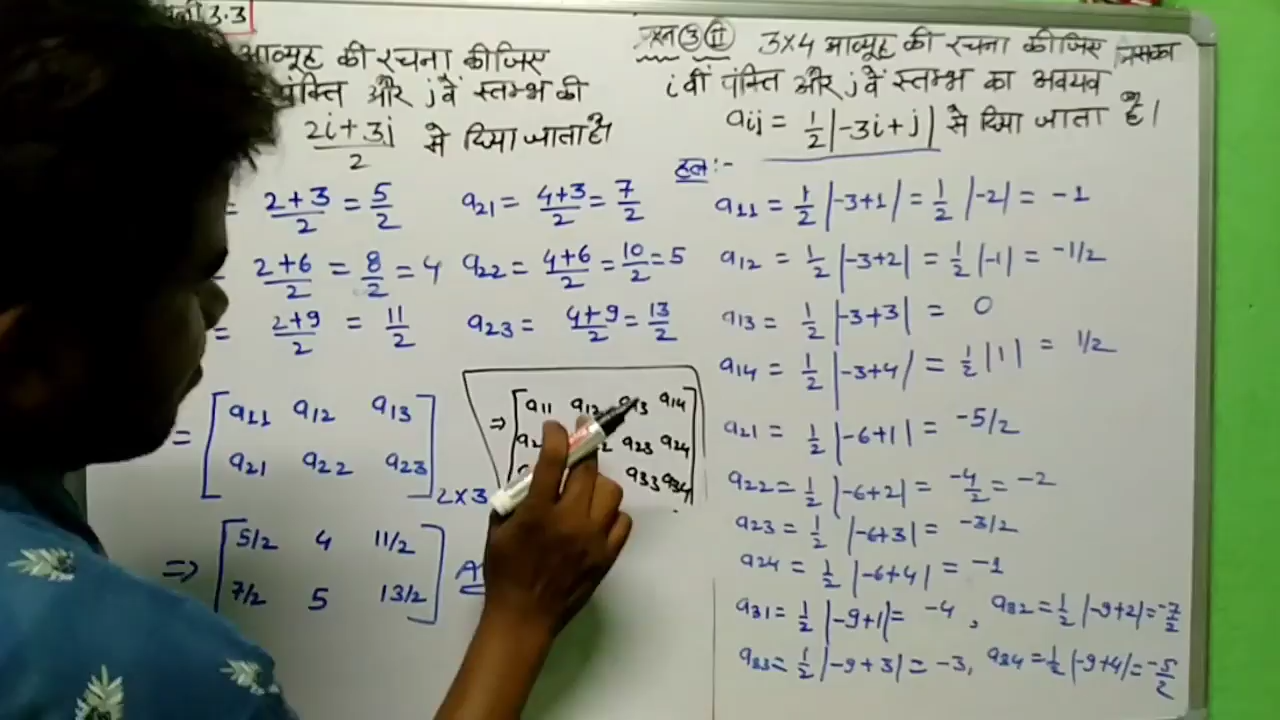 3.3
आव्यूह की रचना कीजिए
पंक्ति और j वें स्तम्भ की
2i+3j/2 से दिया जाता है।
= 2+3/2 = 5/2 a21 = 4+3/2 = 7/2
= 2+6/2 = 8/2 = 4 a22 = 4+6/2 = 10/2 = 5
= 2+9/2 = 11/2 a23 = 4+9/2 = 13/2
= [a11 a12 a13
a21 a22 a23] 2×3
⇒ [5/2 4 11/2
7/2 5 13/2]
⇒ [a11 a12 a13 a14
a23 a24
a33 a34]
प्रश्न 3 ii 3×4 आव्यूह की रचना कीजिए जिसका
i वीं पंक्ति और j वें स्तम्भ का अवयव
aij = 1/2 |-3i+j| से दिया जाता है।
हल :-
a11 = 1/2 |-3+1| = 1/2 |-2| = -1
a12 = 1/2 |-3+2| = 1/2 |-1| = -1/2
a13 = 1/2 |-3+3| = 0
a14 = 1/2 |-3+4| = 1/2 |1| = 1/2
a21 = 1/2 |-6+1| = -5/2
a22 = 1/2 |-6+2| = -4/2 = -2
a23 = 1/2 |-6+3| = -3/2
a24 = 1/2 |-6+4| = -1
a31 = 1/2 |-9+1| = -4, a32 = 1/2 |-9+2| = -7/2
a33 = 1/2 |-9+3| = -3, a34 = 1/2 |-9+4| = -5/2